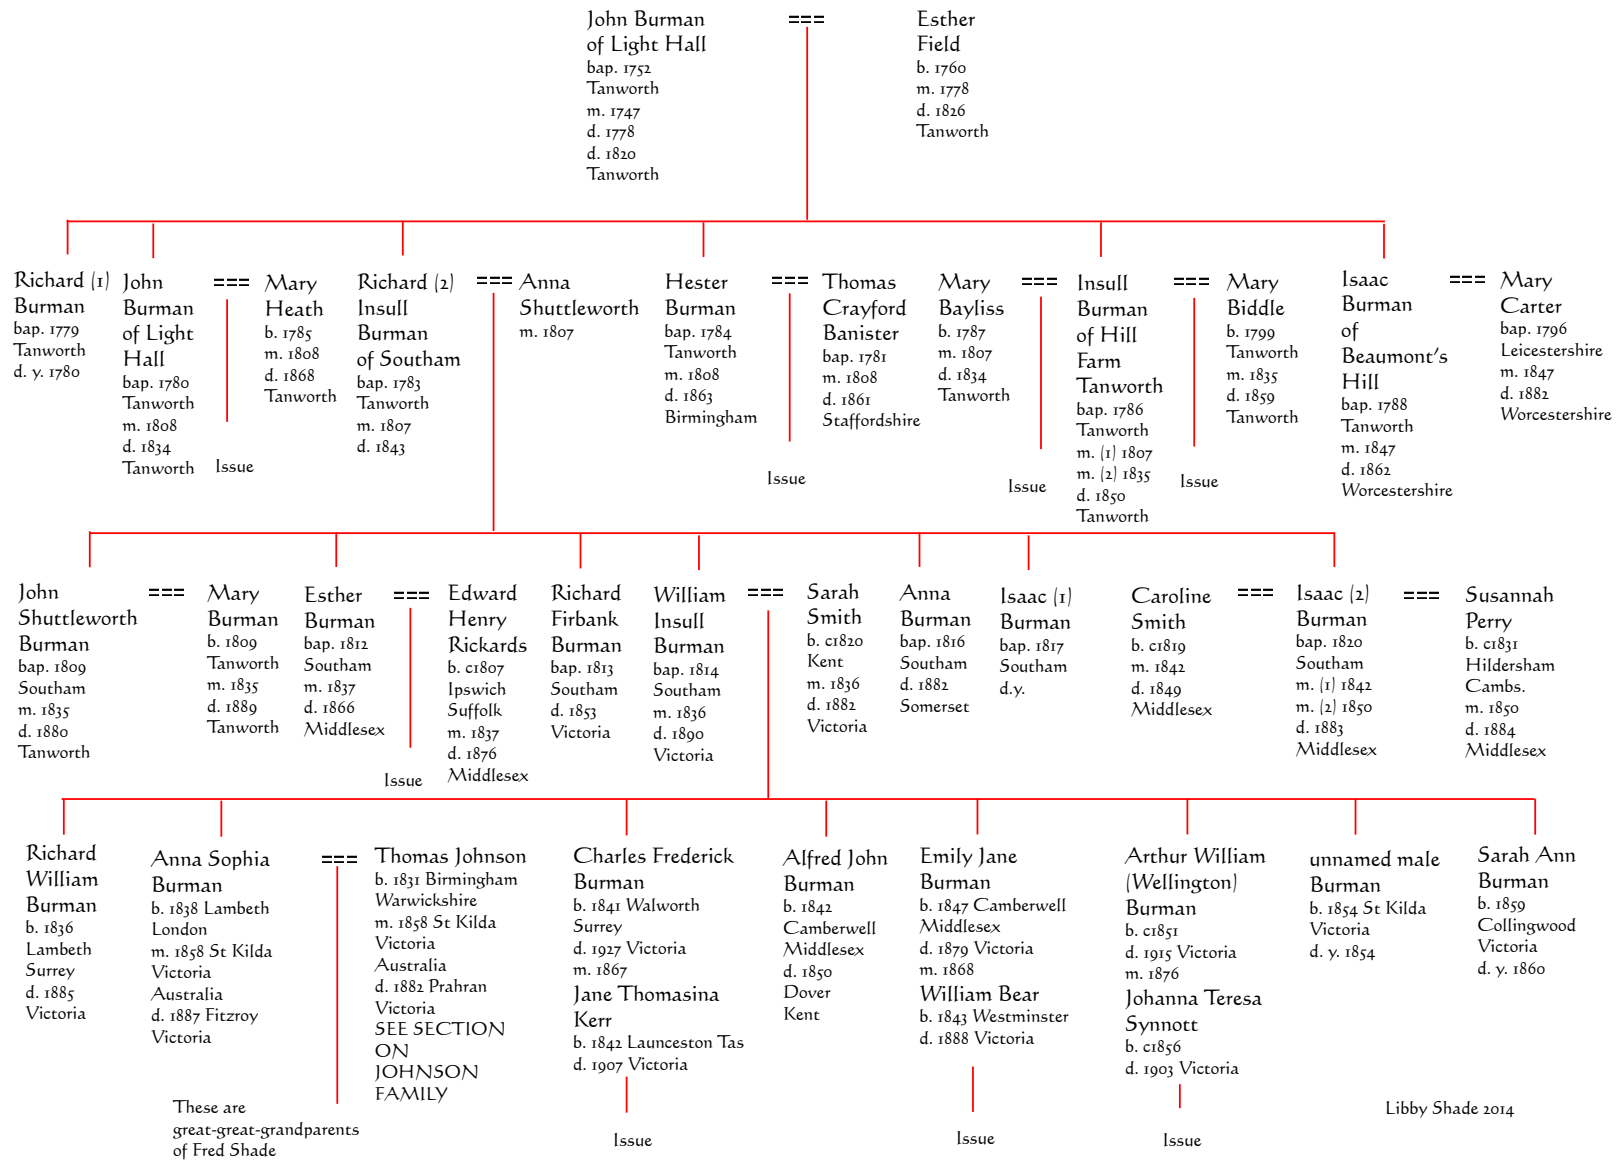 John Burman
of Light Hall
bap. 1752
Tanworth
m. 1747
d. 1778
d. 1820
Tanworth
===
Esther
Field
b. 1760
m. 1778
d. 1826
Tanworth
Richard (1)
Burman
bap. 1779
Tanworth
d. y. 1780
John
Burman
of Light
Hall
bap. 1780
Tanworth
m. 1808
d. 1834
Tanworth
===
Issue
Mary
Heath
b. 1785
m. 1808
d. 1868
Tanworth
Richard (2)
Insull
Burman
of Southam
bap. 1783
Tanworth
m. 1807
d. 1843
===
Anna
Shuttleworth
m. 1807
Hester
Burman
bap. 1784
Tanworth
m. 1808
d. 1863
Birmingham
===
Issue
Thomas
Crayford
Banister
bap. 1781
m. 1808
d. 1861
Staffordshire
Mary
Bayliss
b. 1787
m. 1807
d. 1834
Tanworth
===
Issue
Insull
Burman
of Hill
Farm
Tanworth
bap. 1786
Tanworth
m. (1) 1807
m. (2) 1835
d. 1850
Tanworth
===
Issue
Mary
Biddle
b. 1799
Tanworth
m. 1835
d. 1859
Tanworth
Isaac
Burman
of
Beaumont's
Hill
bap. 1788
Tanworth
m. 1847
d. 1862
Worcestershire
===
Mary
Carter
bap. 1796
Leicestershire
m. 1847
d. 1882
Worcestershire
John
Shuttleworth
Burman
bap. 1809
Southam
m. 1835
d. 1880
Tanworth
===
Mary
Burman
b. 1809
Tanworth
m. 1835
d. 1889
Tanworth
Esther
Burman
bap. 1812
Southam
m. 1837
d. 1866
Middlesex
===
Issue
Edward
Henry
Rickards
b. c1807
Ipswich
Suffolk
m. 1837
d. 1876
Middlesex
Richard
Firbank
Burman
bap. 1813
Southam
d. 1853
Victoria
William
Insull
Burman
bap. 1814
Southam
m. 1836
d. 1890
Victoria
===
Sarah
Smith
b. c1820
Kent
m. 1836
d. 1882
Victoria
Anna
Burman
bap. 1816
Southam
d. 1882
Somerset
Isaac (1)
Burman
bap. 1817
Southam
d.y.
Caroline
Smith
b. c1819
m. 1842
d. 1849
Middlesex
===
Isaac (2)
Burman
bap. 1820
Southam
m. (1) 1842
m. (2) 1850
d. 1883
Middlesex
===
Susannah
Perry
b. c1831
Hildersham
Cambs.
m. 1850
d. 1884
Middlesex
Richard
William
Burman
b. 1836
Lambeth
Surrey
d. 1885
Victoria
Anna Sophia
Burman
b. 1838 Lambeth
London
m. 1858 St Kilda
Victoria
Australia
d. 1887 Fitzroy
Victoria
===
Thomas Johnson
b. 1831 Birmingham
Warwickshire
m. 1858 St Kilda
Victoria
Australia
d. 1882 Prahran
Victoria
SEE SECTION
ON
JOHNSON
FAMILY
These are
great-great-grandparents
of Fred Shade
Charles Frederick
Burman
b. 1841 Walworth
Surrey
d. 1927 Victoria
m. 1867
Jane Thomasina
Kerr
b. 1842 Launceston Tas
d. 1907 Victoria
Issue
Alfred John
Burman
b. 1842
Camberwell
Middlesex
d. 1850
Dover
Kent
Emily Jane
Burman
b. 1847 Camberwell
Middlesex
d. 1879 Victoria
m. 1868
William Bear
b. 1843 Westminster
d. 1888 Victoria
Issue
Arthur William
(Wellington)
Burman
b. c1851
d. 1915 Victoria
m. 1876
Johanna Teresa
Synnott
b. c1856
d. 1903 Victoria
Issue
unnamed male
Burman
b. 1854 St Kilda
Victoria
d. y. 1854
Sarah Ann
Burman
b. 1859
Collingwood
Victoria
d. y. 1860
Libby Shade 2014